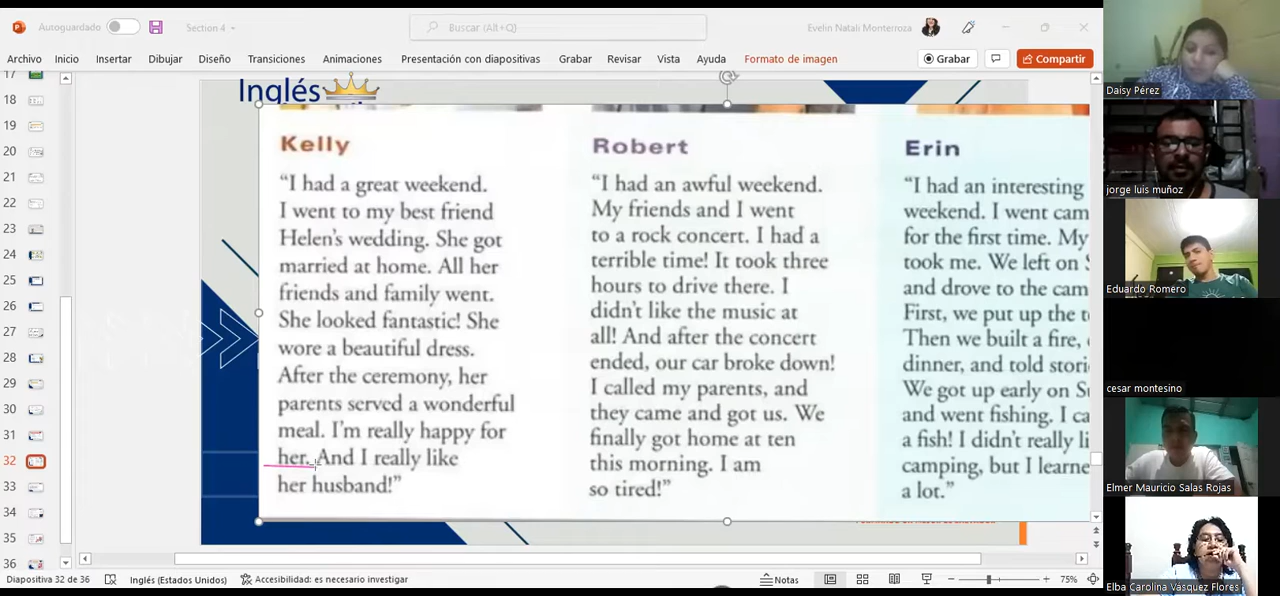 Autoguardado
Section 4
Buscar (Alt+Q)
Evelin Natali Monterroza
Archivo Inicio Insertar Dibujar Diseño Transiciones Animaciones Presentación con diapositivas Grabar Revisar Vista Ayuda Formato de imagen
Grabar
Compartir
17
18
19
20
21
22
23
24
25
26
27
28
29
30
31
32
33
34
35
36
Inglés
Kelly
“I had a great weekend.
I went to my best friend
Helen’s wedding. She got
married at home. All her
friends and family went.
She looked fantastic! She
wore a beautiful dress.
After the ceremony, her
parents served a wonderful
meal. I’m really happy for
her. And I really like
her husband!”
Robert
“I had an awful weekend.
My friends and I went
to a rock concert. I had a
terrible time! It took three
hours to drive there. I
didn’t like the music at
all! And after the concert
ended, our car broke down!
I called my parents, and
they came and got us. We
finally got home at ten
this morning. I am
so tired!”
Erin
“I had an interesting
weekend. I went cam
for the first time. My
took me. We left on S
and drove to the cam
First, we put up the t
Then we built a fire,
dinner, and told stori
We got up early on S
and went fishing. I ca
a fish! I didn’t really li
camping, but I learne
a lot.”
Diapositiva 32 de 36
Inglés (Estados Unidos)
Accesibilidad: es necesario investigar
Notas
75%
Daisy Pérez
jorge luis muñoz
Eduardo Romero
cesar montesino
Elmer Mauricio Salas Rojas
Elba Carolina Vásquez Flores